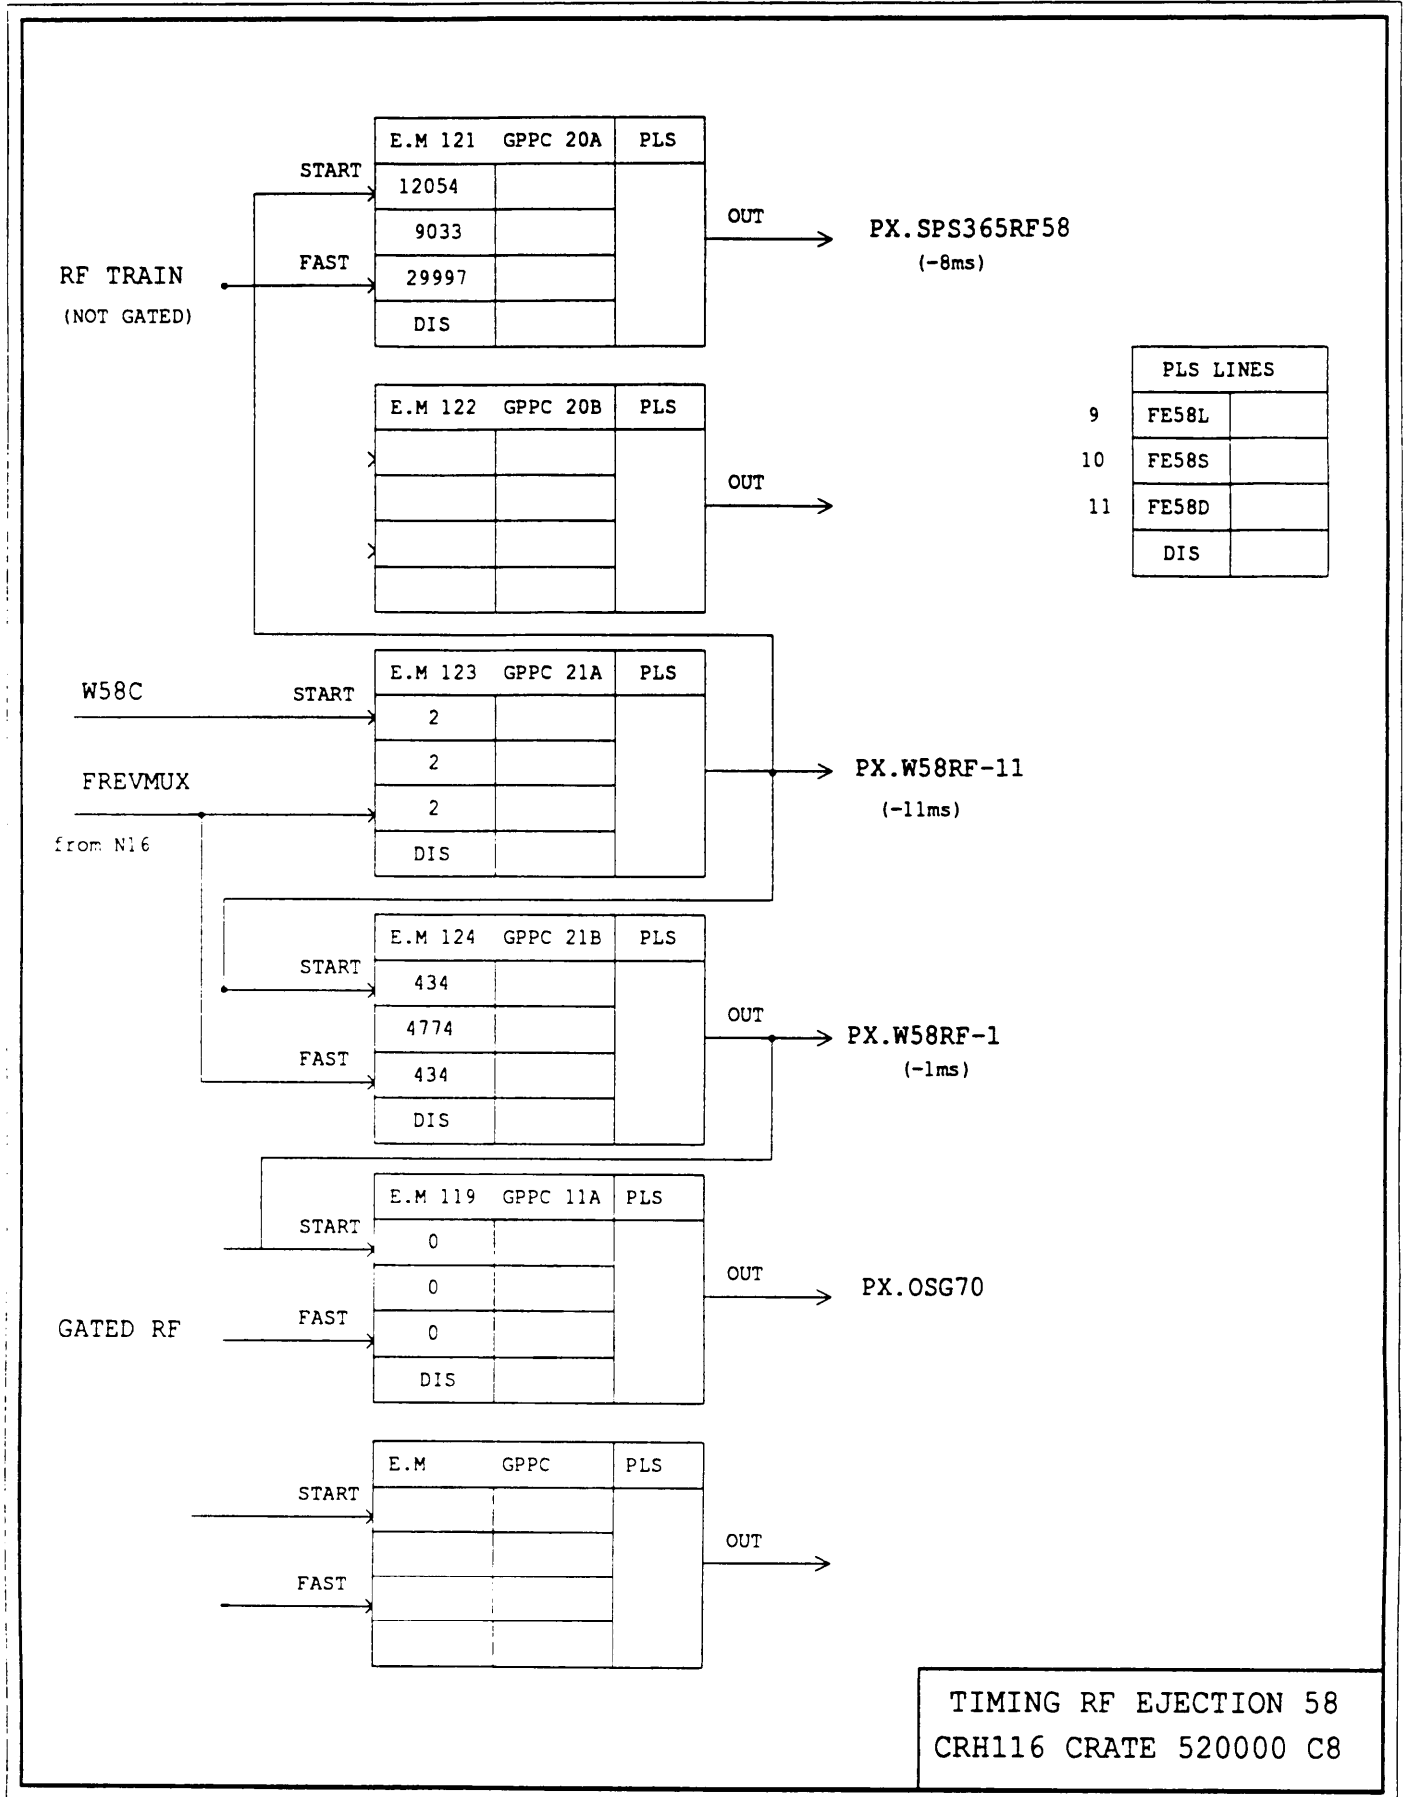 E.M 121 GPPC 20A PLS
START
12054
9033
FAST
29997
DIS
OUT
PX.SPS365RF58
(-8ms)
RF TRAIN
(NOT GATED)
PLS LINES
9 FE58L
10 FE58S
11 FE58D
DIS
E.M 122 GPPC 20B PLS
OUT
E.M 123 GPPC 21A PLS
W58C
START
2
2
2
DIS
FREVMUX
from N16
PX.W58RF-11
(-11ms)
E.M 124 GPPC 21B PLS
START
434
4774
FAST
434
DIS
OUT
PX.W58RF-1
(-1ms)
E.M 119 GPPC 11A PLS
START
0
0
FAST
0
DIS
GATED RF
OUT
PX.OSG70
E.M GPPC PLS
START
FAST
OUT
TIMING RF EJECTION 58
CRH116 CRATE 520000 C8